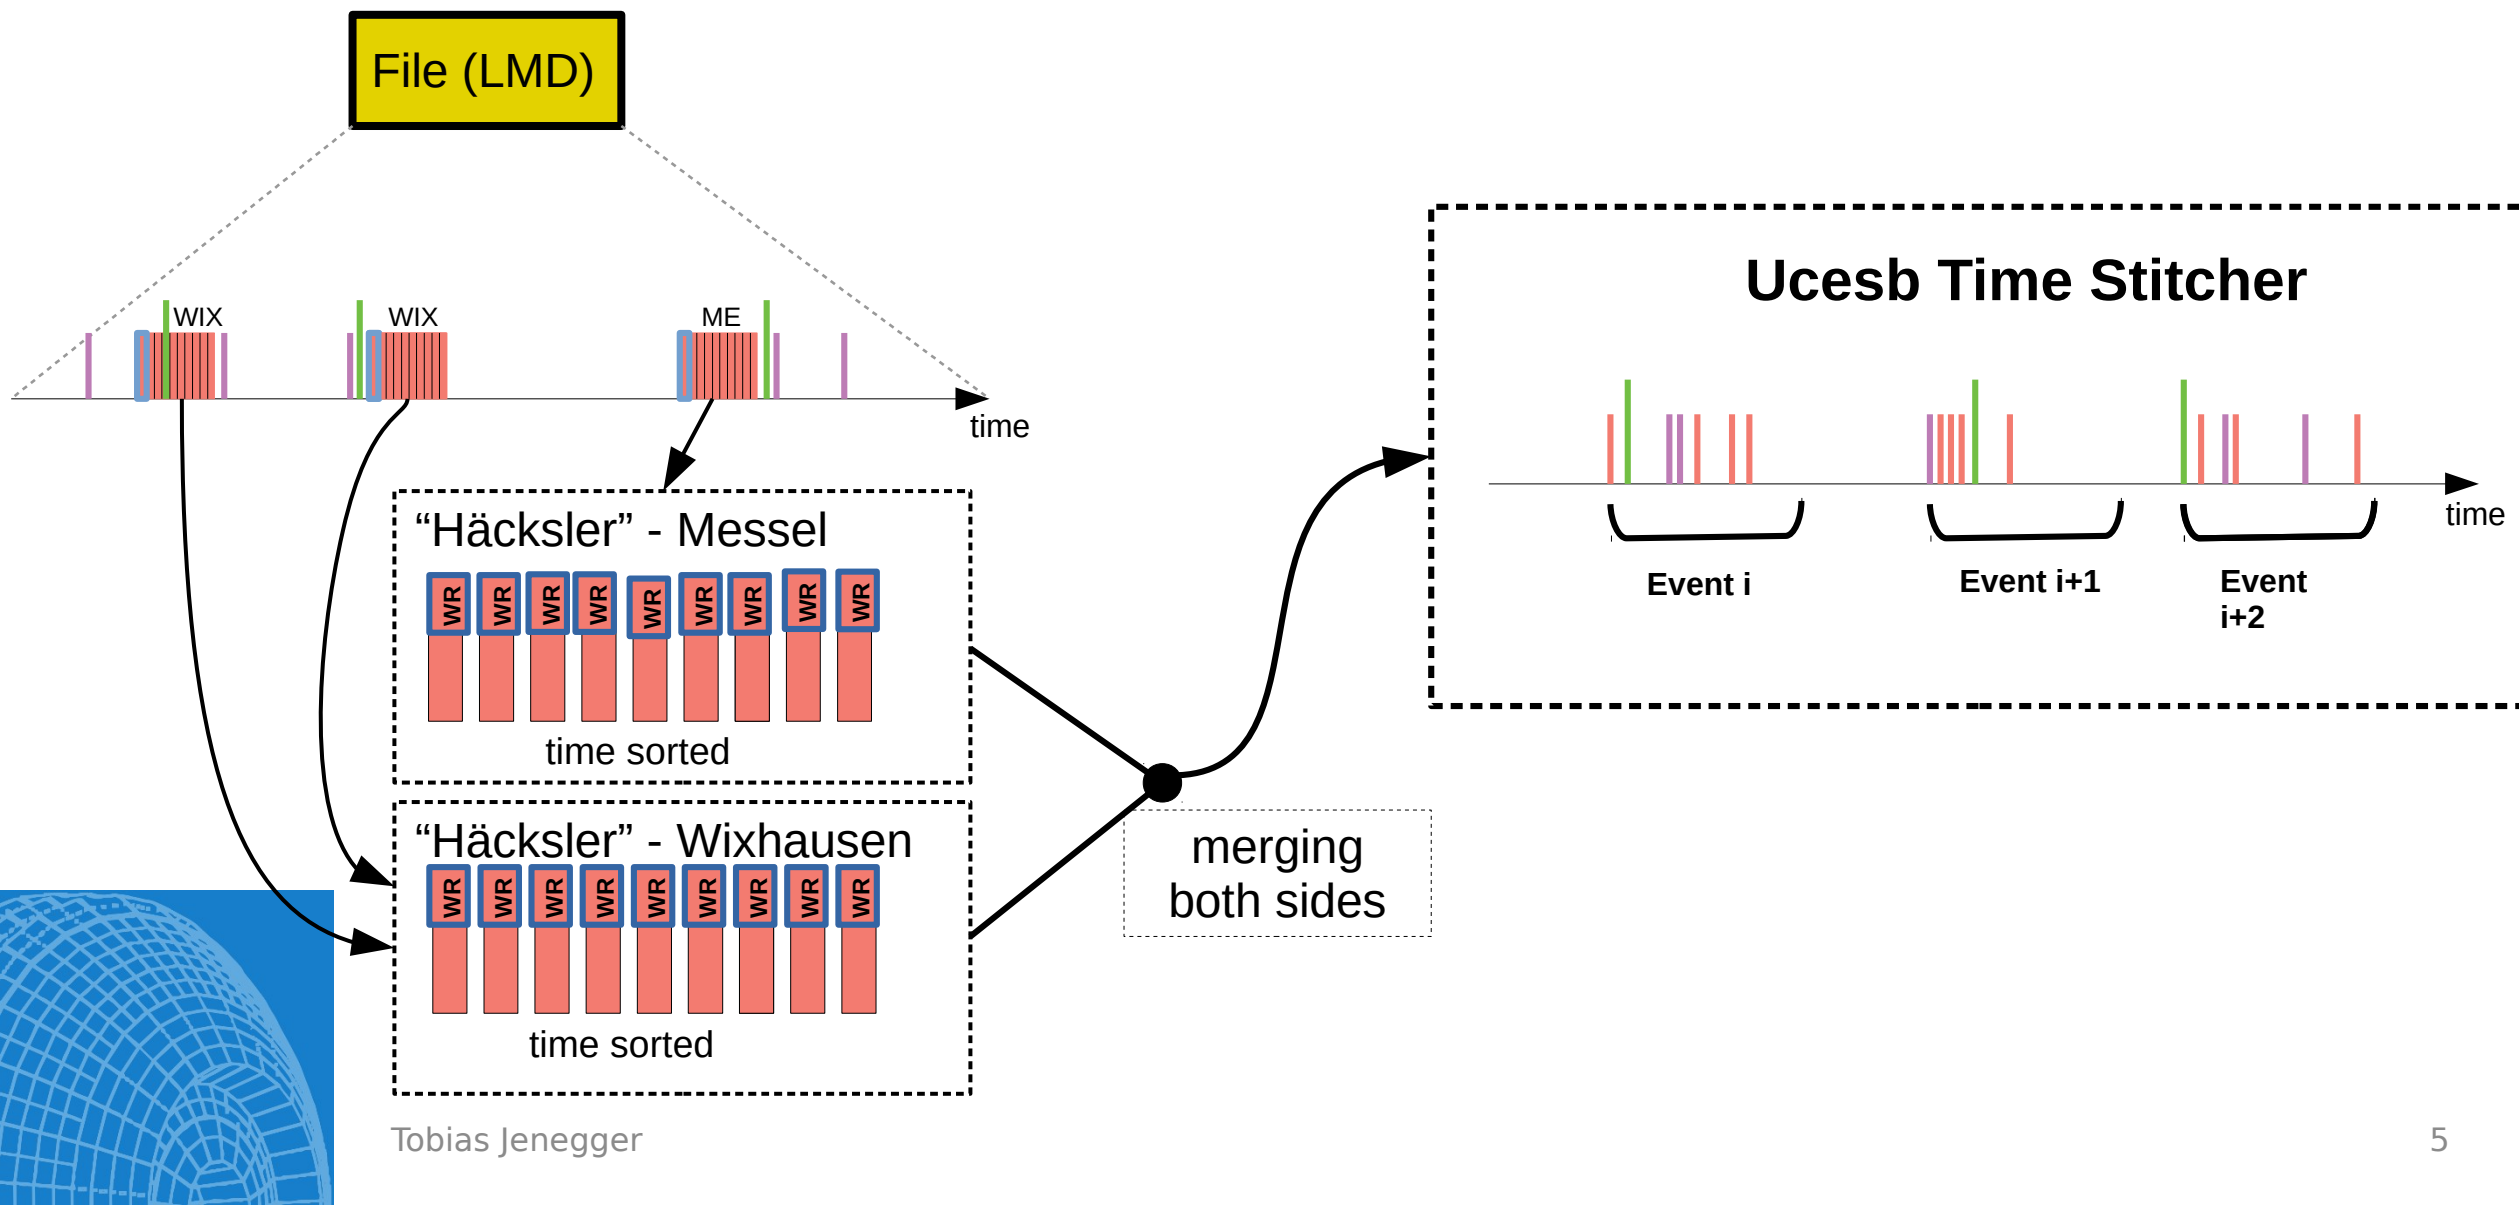 File (LMD)
WIX
WIX
ME
time
“Häcksler” - Messel
WR WR WR WR WR WR WR WR WR
time sorted
“Häcksler” - Wixhausen
WR WR WR WR WR WR WR WR WR
time sorted
merging
both sides
Ucesb Time Stitcher
time
Event i
Event i+1
Event
i+2
Tobias Jenegger
5